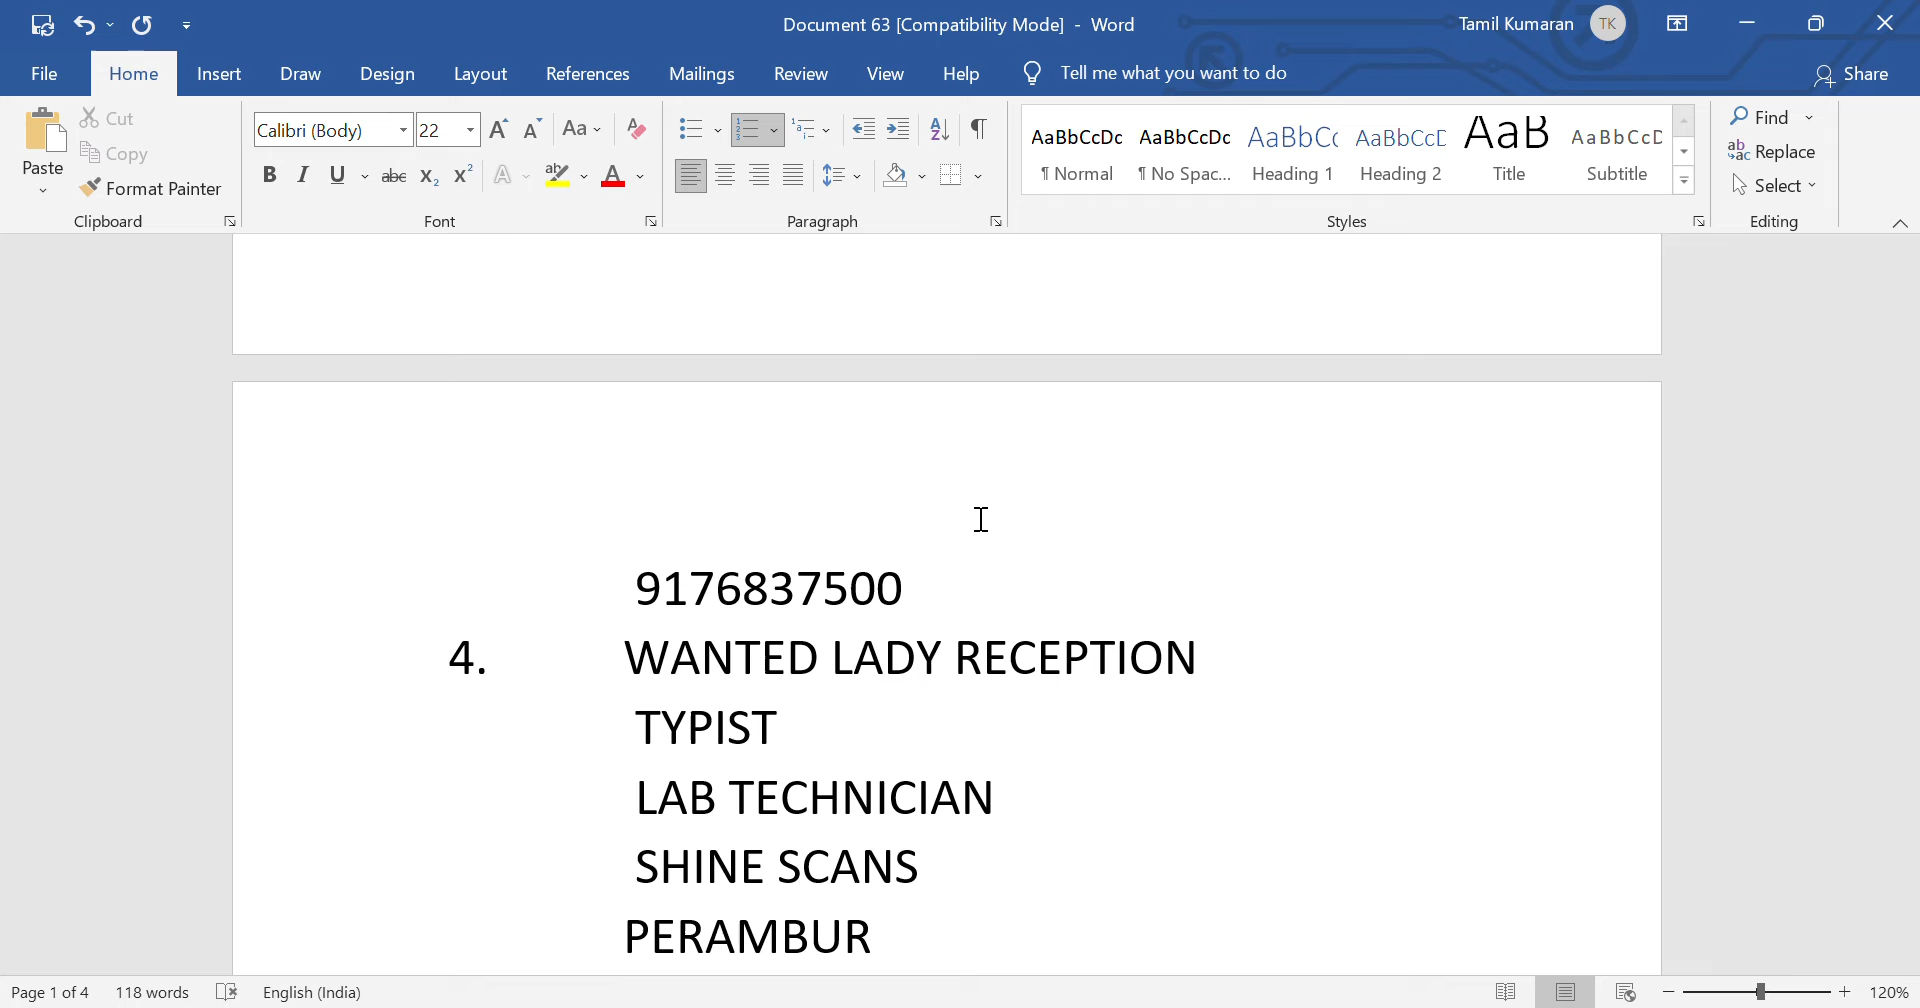 Document 63 [Compatibility Mode] - Word
Tamil Kumaran TK
File Home Insert Draw Design Layout References Mailings Review View Help Tell me what you want to do Share
Paste
Cut
Copy
Format Painter
Clipboard
Calibri (Body) 22
Font
Paragraph
AaBbCcDc ¶ Normal
AaBbCcDc ¶ No Spac...
AaBbCc Heading 1
AaBbCcD Heading 2
AaB Title
AaBbCcD Subtitle
Styles
Find
Replace
Select
Editing
9176837500
4. WANTED LADY RECEPTION
TYPIST
LAB TECHNICIAN
SHINE SCANS
PERAMBUR
Page 1 of 4 118 words English (India) 120%